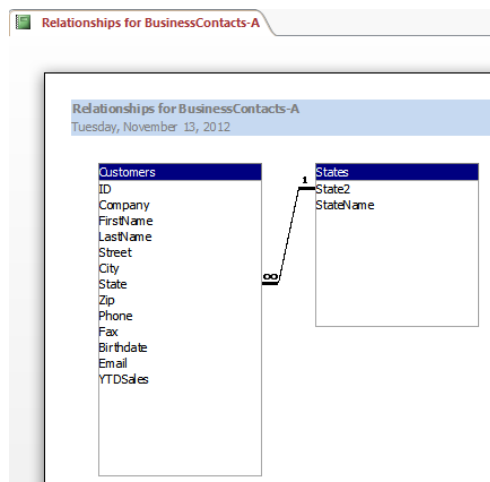 Relationships for BusinessContacts-A
Relationships for BusinessContacts-A
Tuesday, November 13, 2012
Customers
ID
Company
FirstName
LastName
Street
City
State
Zip
Phone
Fax
Birthdate
Email
YTDSales
1
∞
States
State2
StateName